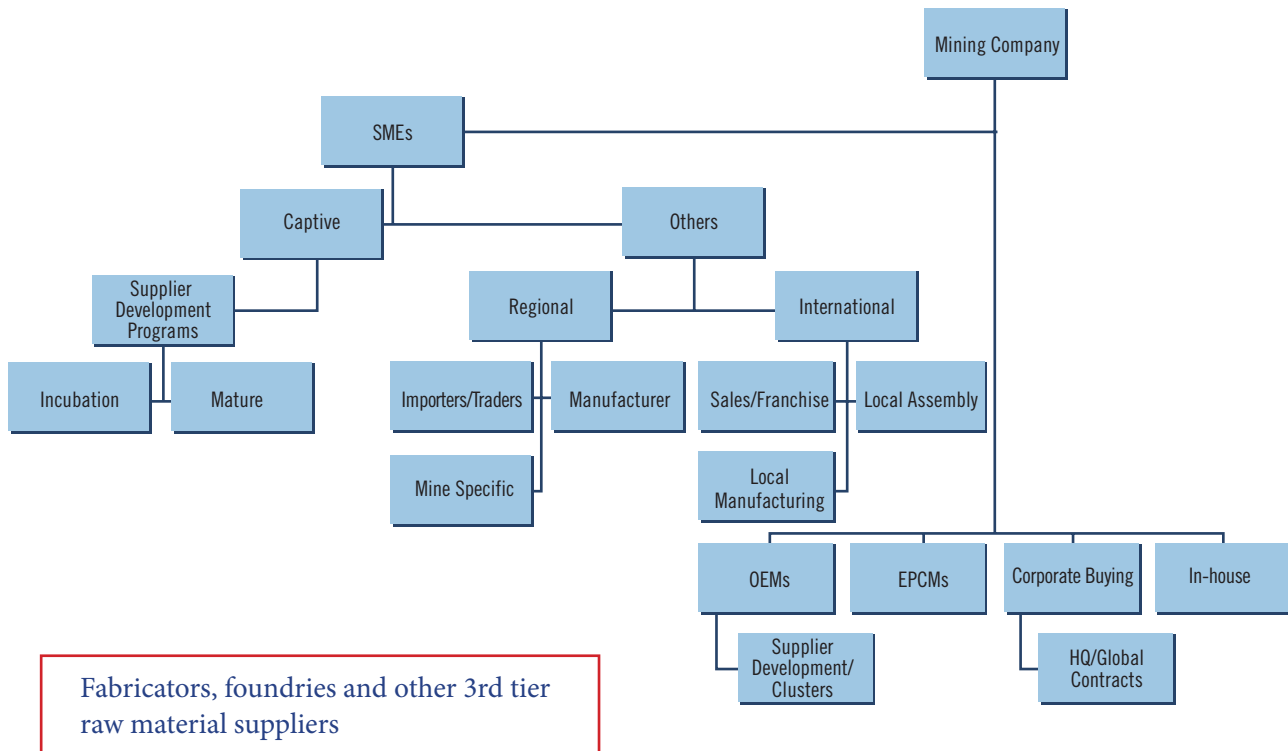 Mining Company
SMEs
Captive
Others
Supplier
Development
Programs
Regional
International
Incubation
Mature
Importers/Traders
Manufacturer
Sales/Franchise
Local Assembly
Mine Specific
Local
Manufacturing
OEMs
EPCMs
Corporate Buying
In-house
Supplier
Development/
Clusters
HQ/Global
Contracts
Fabricators, foundries and other 3rd tier
raw material suppliers